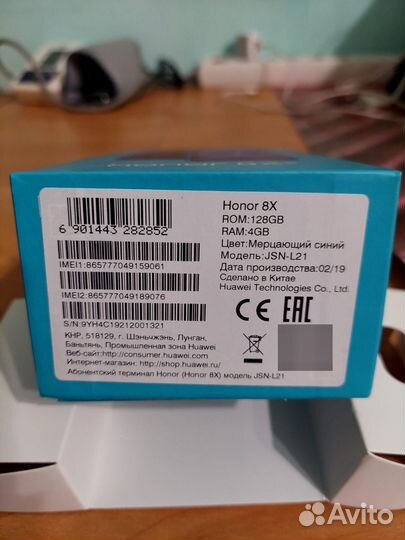 Honor 8X
ROM:128GB
RAM:4GB
Цвет:Мерцающий синий
Модель:JSN-L21
Дата производства:02/19
Сделано в Китае
Huawei Technologies Co., Ltd.
6 901443 282852
IMEI1:865777049159061
IMEI2:865777049189076
S/N:9YH4C19212001321
CE EAC
КНР, 518129, г. Шэньчжэнь, Лунган,
Баньтянь, Промышленная зона Huawei
Веб-сайт:http://consumer.huawei.com
Интернет-магазин: http://shop.huawei.ru/
Абонентский терминал Honor (Honor 8X) модель JSN-L21
Avito